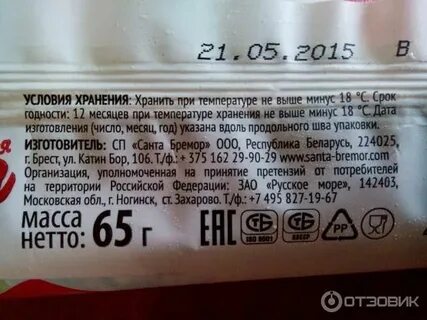 21.05.2015 В
УСЛОВИЯ ХРАНЕНИЯ: Хранить при температуре не выше минус 18 °С. Срок
годности: 12 месяцев при температуре хранения не выше минус 18 °С. Дата
изготовления (число, месяц, год) указана вдоль продольного шва упаковки.
ИЗГОТОВИТЕЛЬ: СП «Санта Бремор» ООО, Республика Беларусь, 224025,
г. Брест, ул. Катин Бор, 106. Т./ф.: + 375 162 29-90-29 www.santa-bremor.com
Организация, уполномоченная на принятие претензий от потребителей
на территории Российской Федерации: ЗАО «Русское море», 142403,
Московская обл., г. Ногинск, ст. Захарово. Т./ф.: +7 495 827-19-67
масса
нетто: 65 г
ЕАС
ISO 9001
НАССР
PP
я
ОТЗОВИК